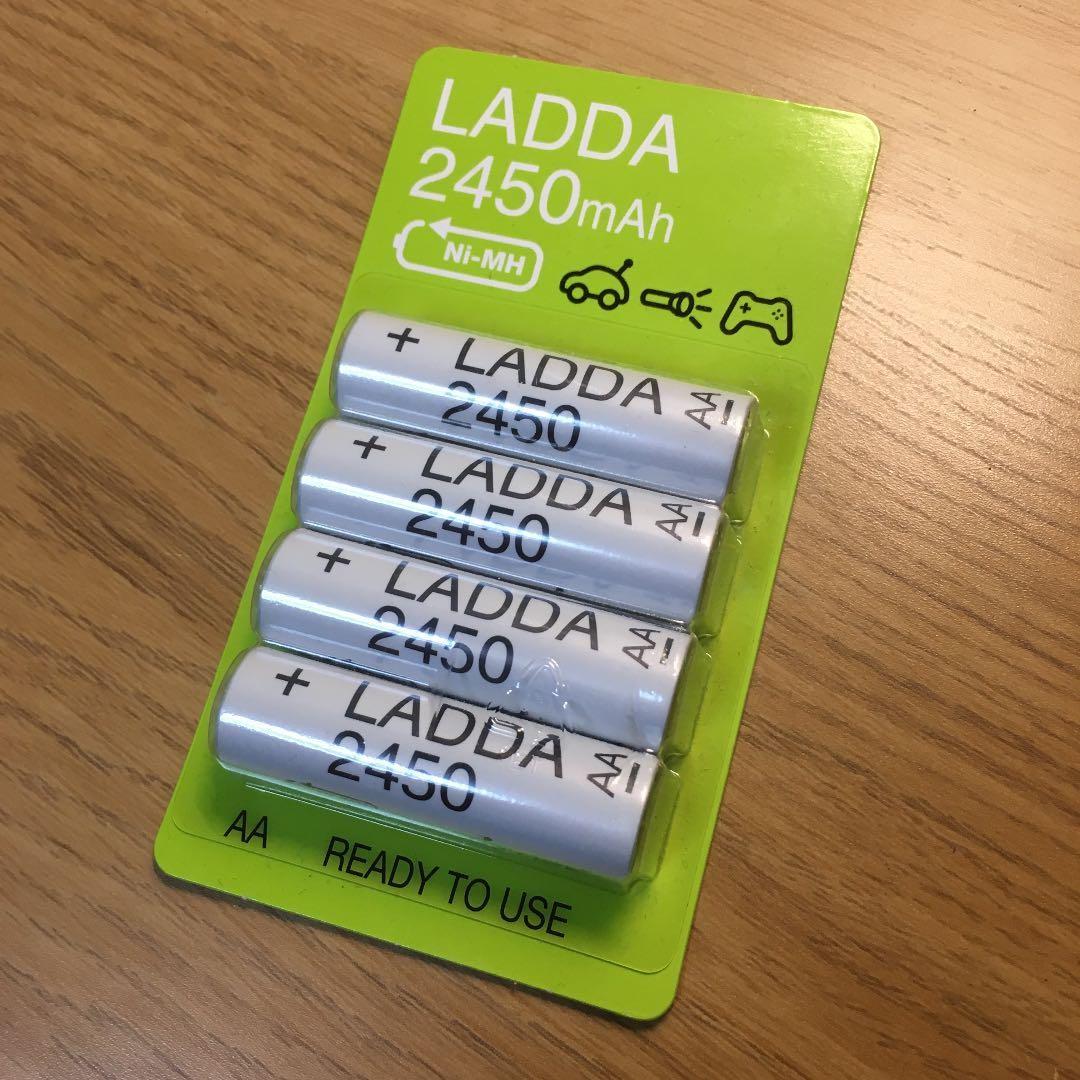 LADDA
2450mAh
Ni-MH
+ LADDA AA -
2450
+ LADDA AA -
2450
+ LADDA AA -
2450
+ LADDA AA -
2450
AA READY TO USE